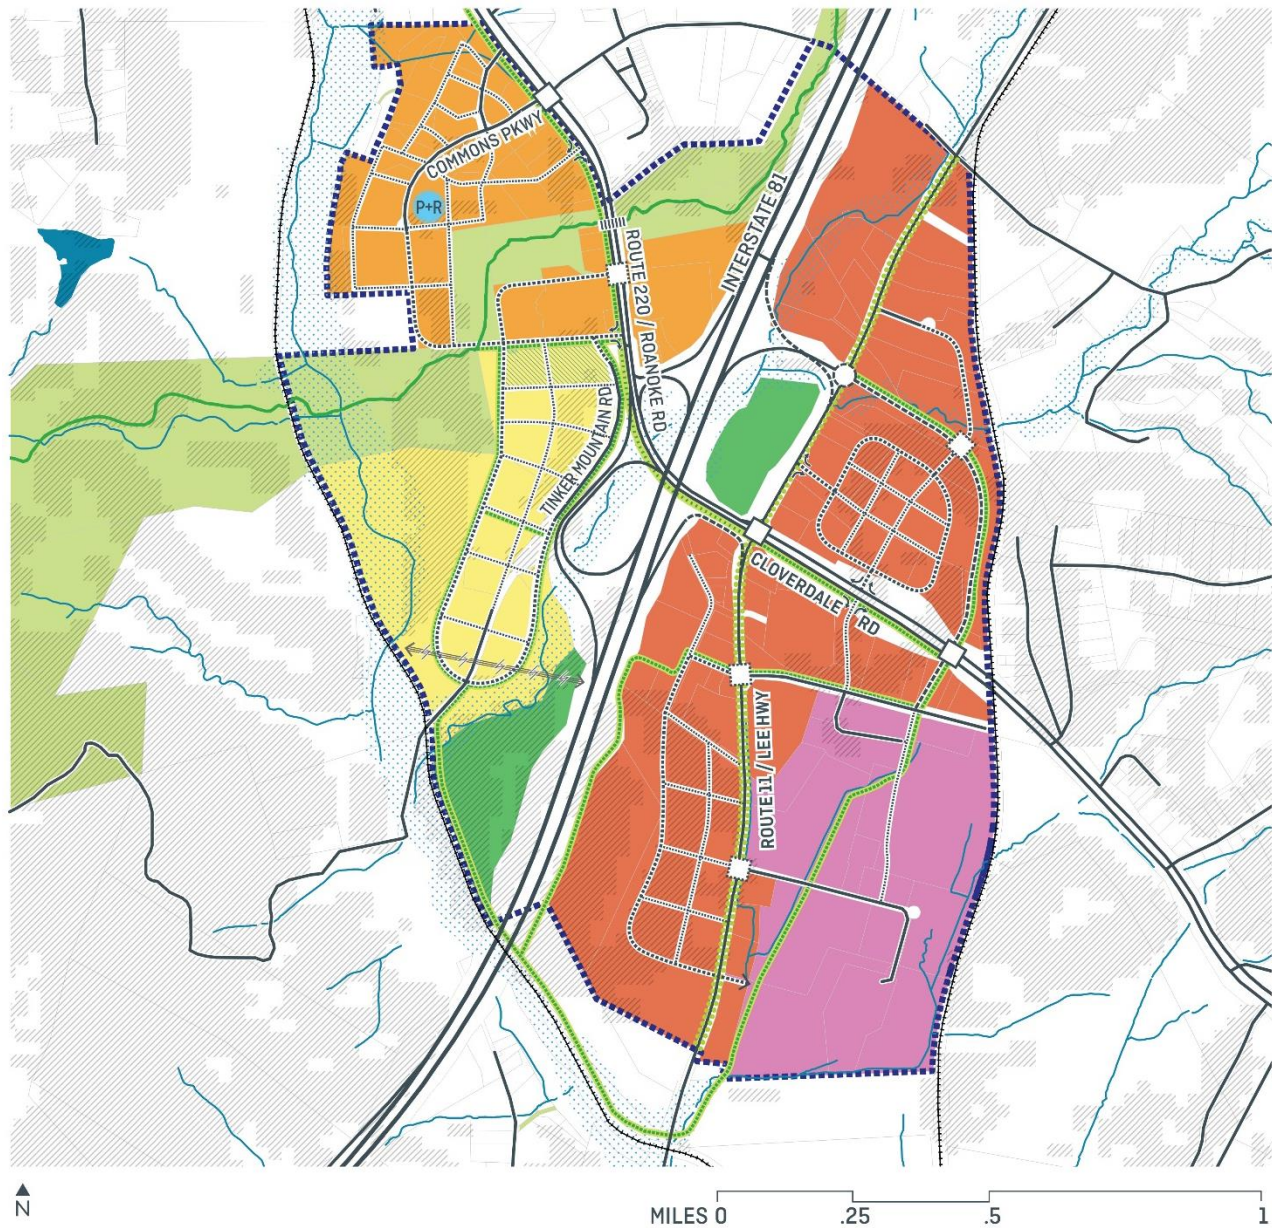 COMMONS PKWY
P+R
INTERSTATE 81
ROUTE 220 / ROANOKE RD
TINKER MOUNTAIN RD
CLOVERDALE RD
ROUTE 11 / LEE HWY
N
MILES 0 .25 .5 1